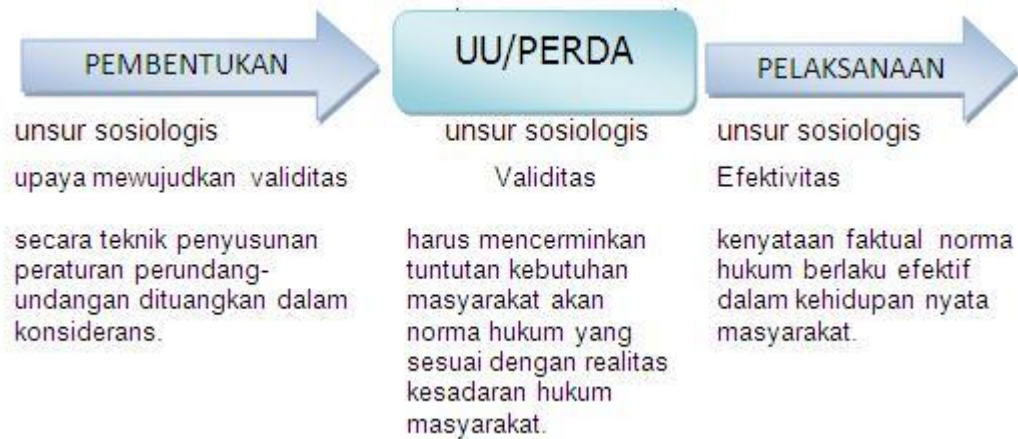 PEMBENTUKAN
UU/PERDA
PELAKSANAAN
unsur sosiologis
upaya mewujudkan validitas
secara teknik penyusunan
peraturan perundang-
undangan dituangkan dalam
konsiderans.
unsur sosiologis
Validitas
harus mencerminkan
tuntutan kebutuhan
masyarakat akan
norma hukum yang
sesuai dengan realitas
kesadaran hukum
masyarakat.
unsur sosiologis
Efektivitas
kenyataan faktual norma
hukum berlaku efektif
dalam kehidupan nyata
masyarakat.